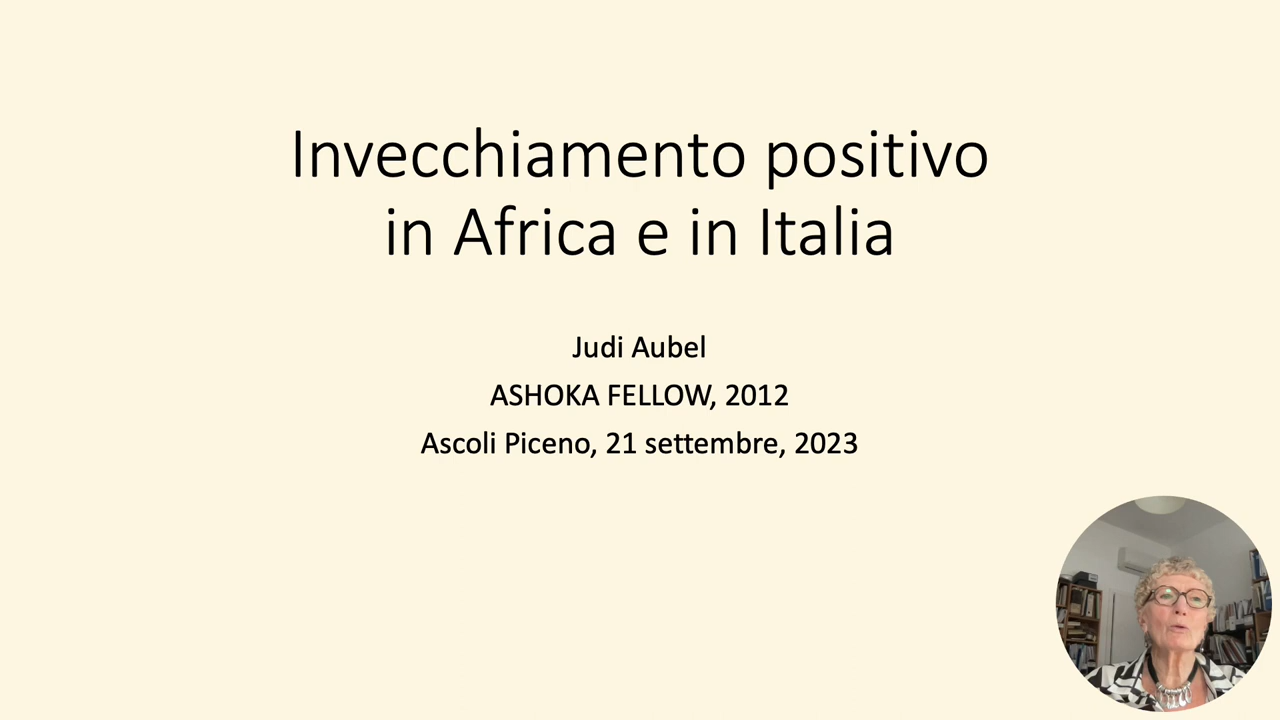 Invecchiamento positivo
in Africa e in Italia
Judi Aubel
ASHOKA FELLOW, 2012
Ascoli Piceno, 21 settembre, 2023